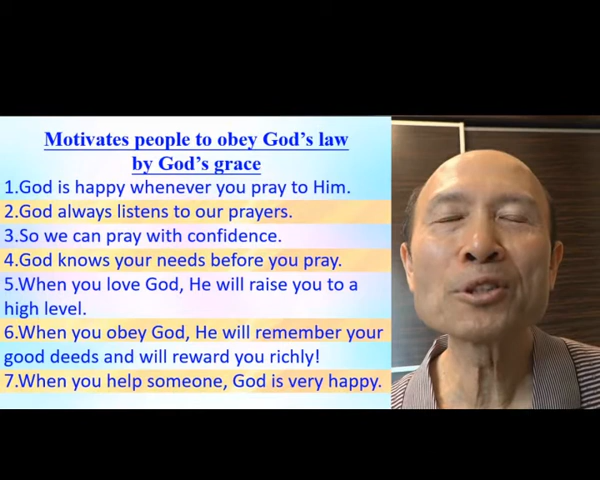 Motivates people to obey God's law
by God's grace
1.God is happy whenever you pray to Him.
2.God always listens to our prayers.
3.So we can pray with confidence.
4.God knows your needs before you pray.
5.When you love God, He will raise you to a
high level.
6.When you obey God, He will remember your
good deeds and will reward you richly!
7.When you help someone, God is very happy.